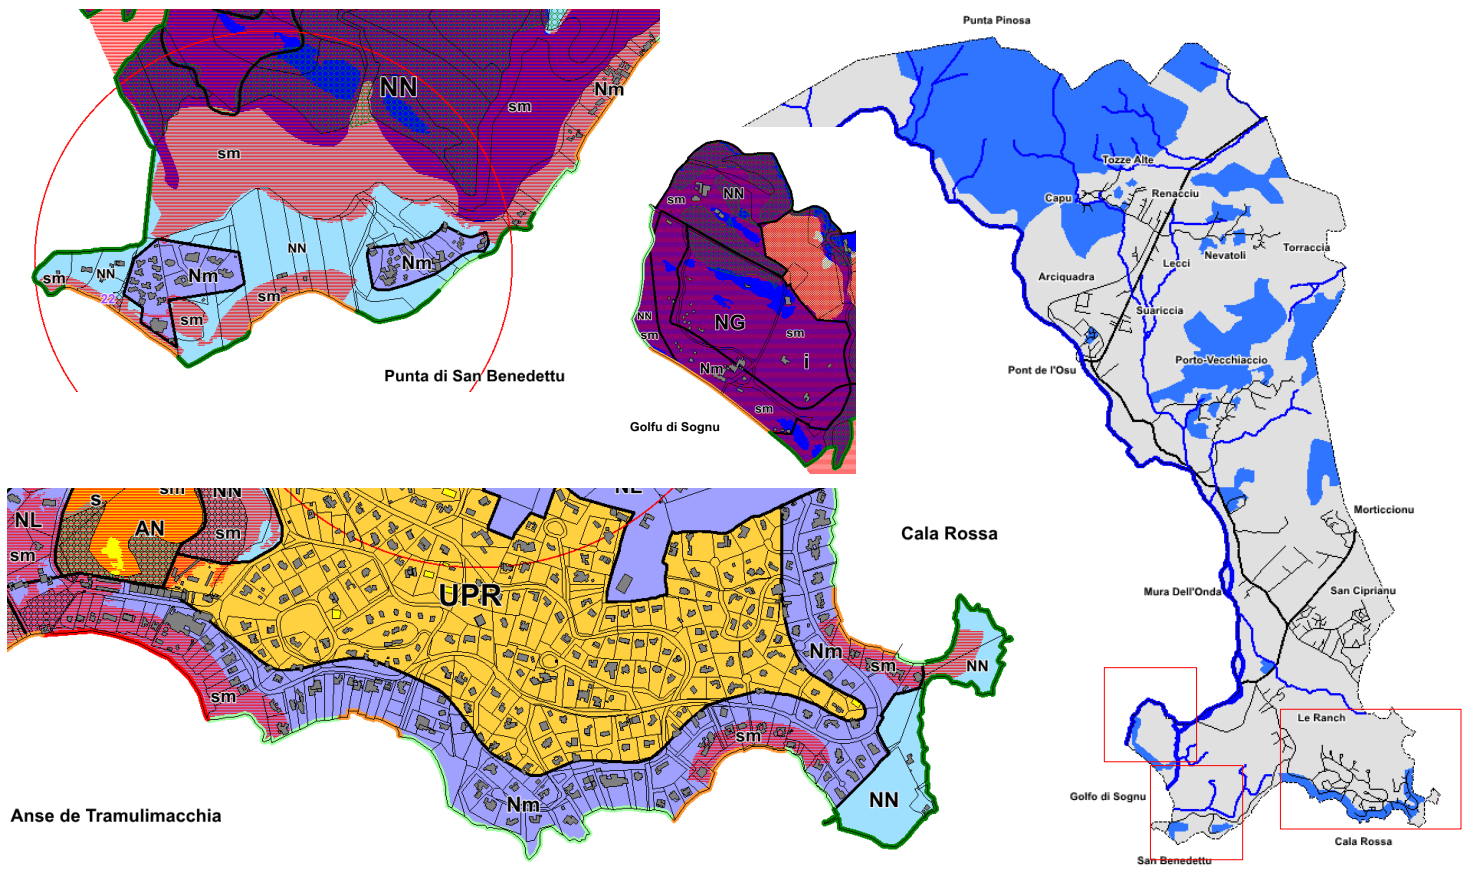 NN
sm
Nm
sm
NN
Nm
Nm
NN
sm
22
sm
sm
Punta di San Benedettu
sm
NN
NN
sm
NG
sm
i
Nm
sm
Golfu di Sognu
NL
sm
s.
sm
AN
NN
sm
NL
UPR
Nm
sm
NN
sm
sm
Nm
NN
Cala Rossa
Anse de Tramulimacchia
Punta Pinosa
Tozze Alte
Renacciu
Capu
Torraccia
Nevatoli
Lecci
Arciquadra
Suariccia
Porto-Vecchiaccio
Pont de l'Osu
Morticcionu
Mura Dell'Onda
San Ciprianu
Le Ranch
Golfo di Sognu
Cala Rossa
San Benedettu